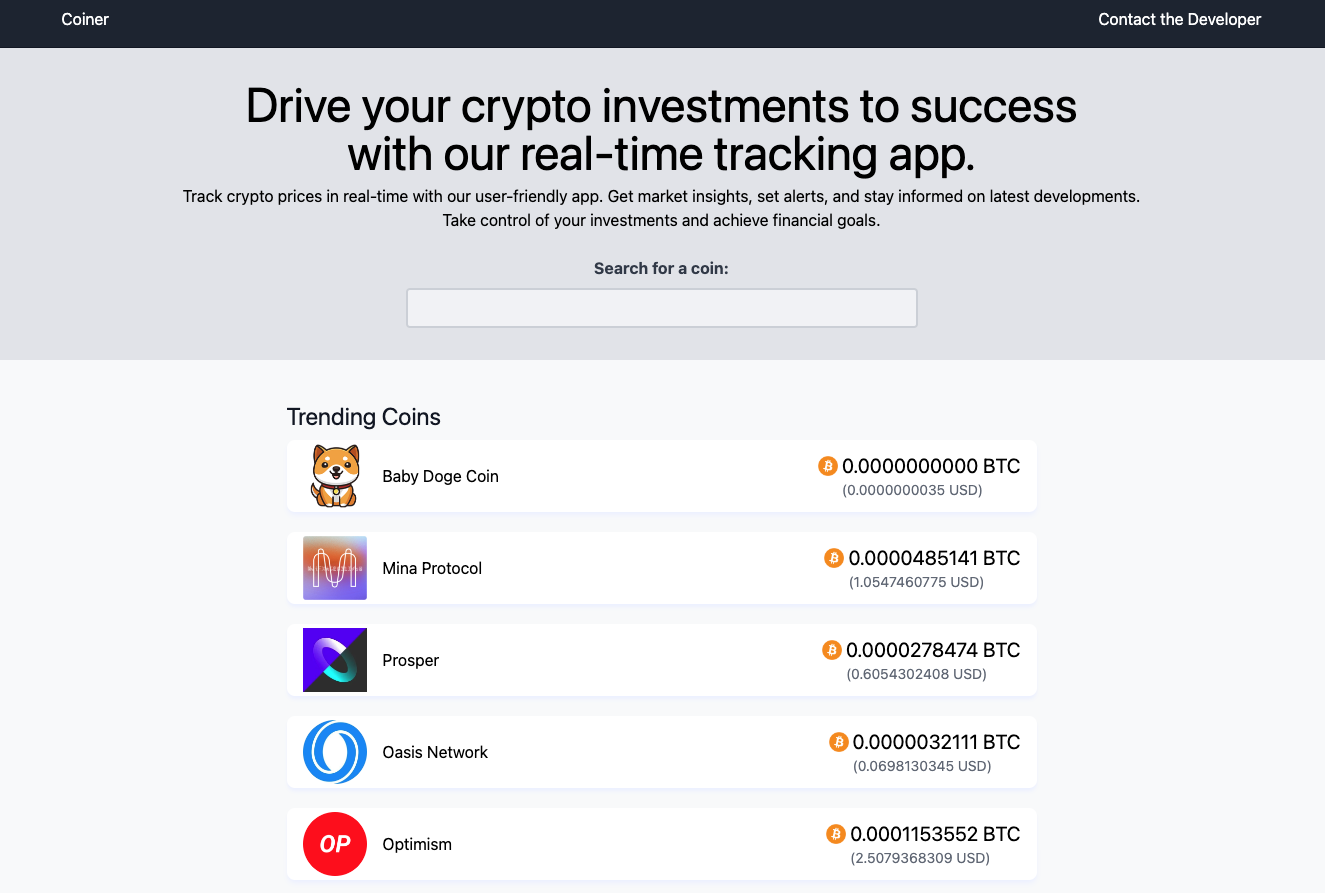 Coiner
Contact the Developer
Drive your crypto investments to success
with our real-time tracking app.
Track crypto prices in real-time with our user-friendly app. Get market insights, set alerts, and stay informed on latest developments.
Take control of your investments and achieve financial goals.
Search for a coin:
Trending Coins
Baby Doge Coin
0.0000000000 BTC
(0.0000000035 USD)
Mina Protocol
0.0000485141 BTC
(1.0547460775 USD)
Prosper
0.0000278474 BTC
(0.6054302408 USD)
Oasis Network
0.0000032111 BTC
(0.0698130345 USD)
OP
Optimism
0.0001153552 BTC
(2.5079368309 USD)